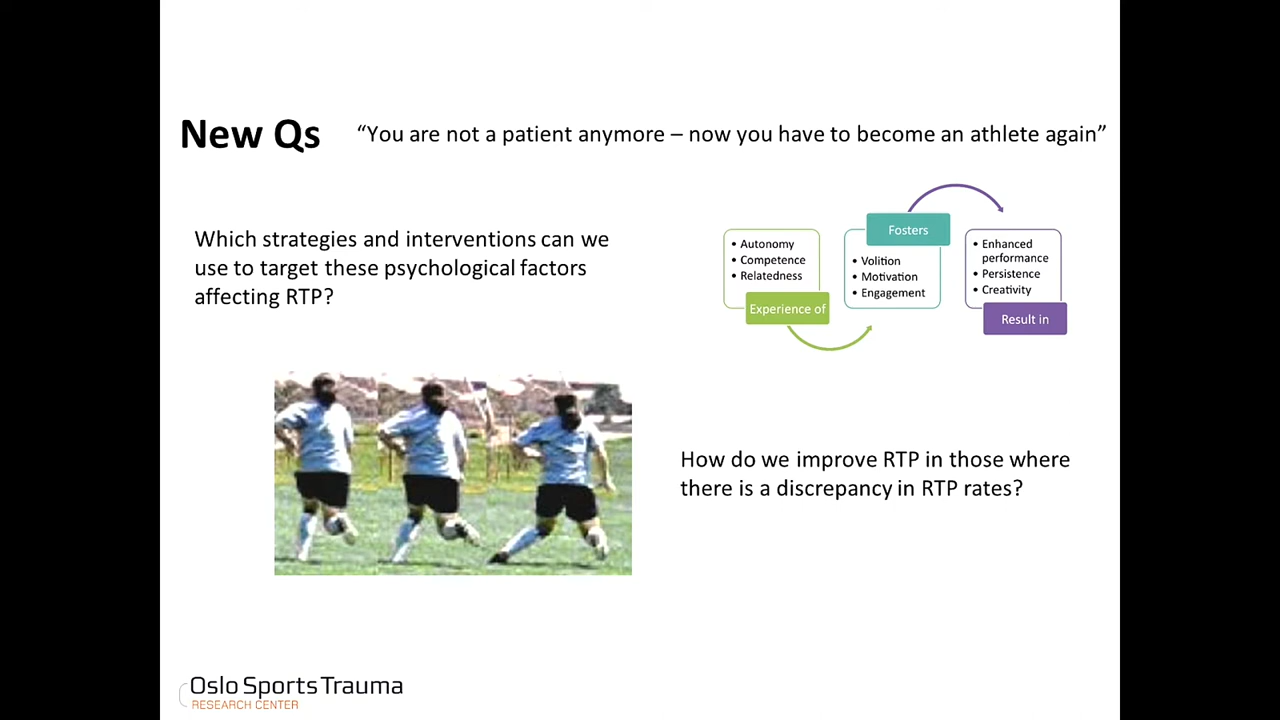 New Qs
“You are not a patient anymore – now you have to become an athlete again”
Which strategies and interventions can we
use to target these psychological factors
affecting RTP?
• Autonomy
• Competence
• Relatedness
Experience of
Fosters
• Volition
• Motivation
• Engagement
• Enhanced
performance
• Persistence
• Creativity
Result in
How do we improve RTP in those where
there is a discrepancy in RTP rates?
Oslo Sports Trauma
RESEARCH CENTER